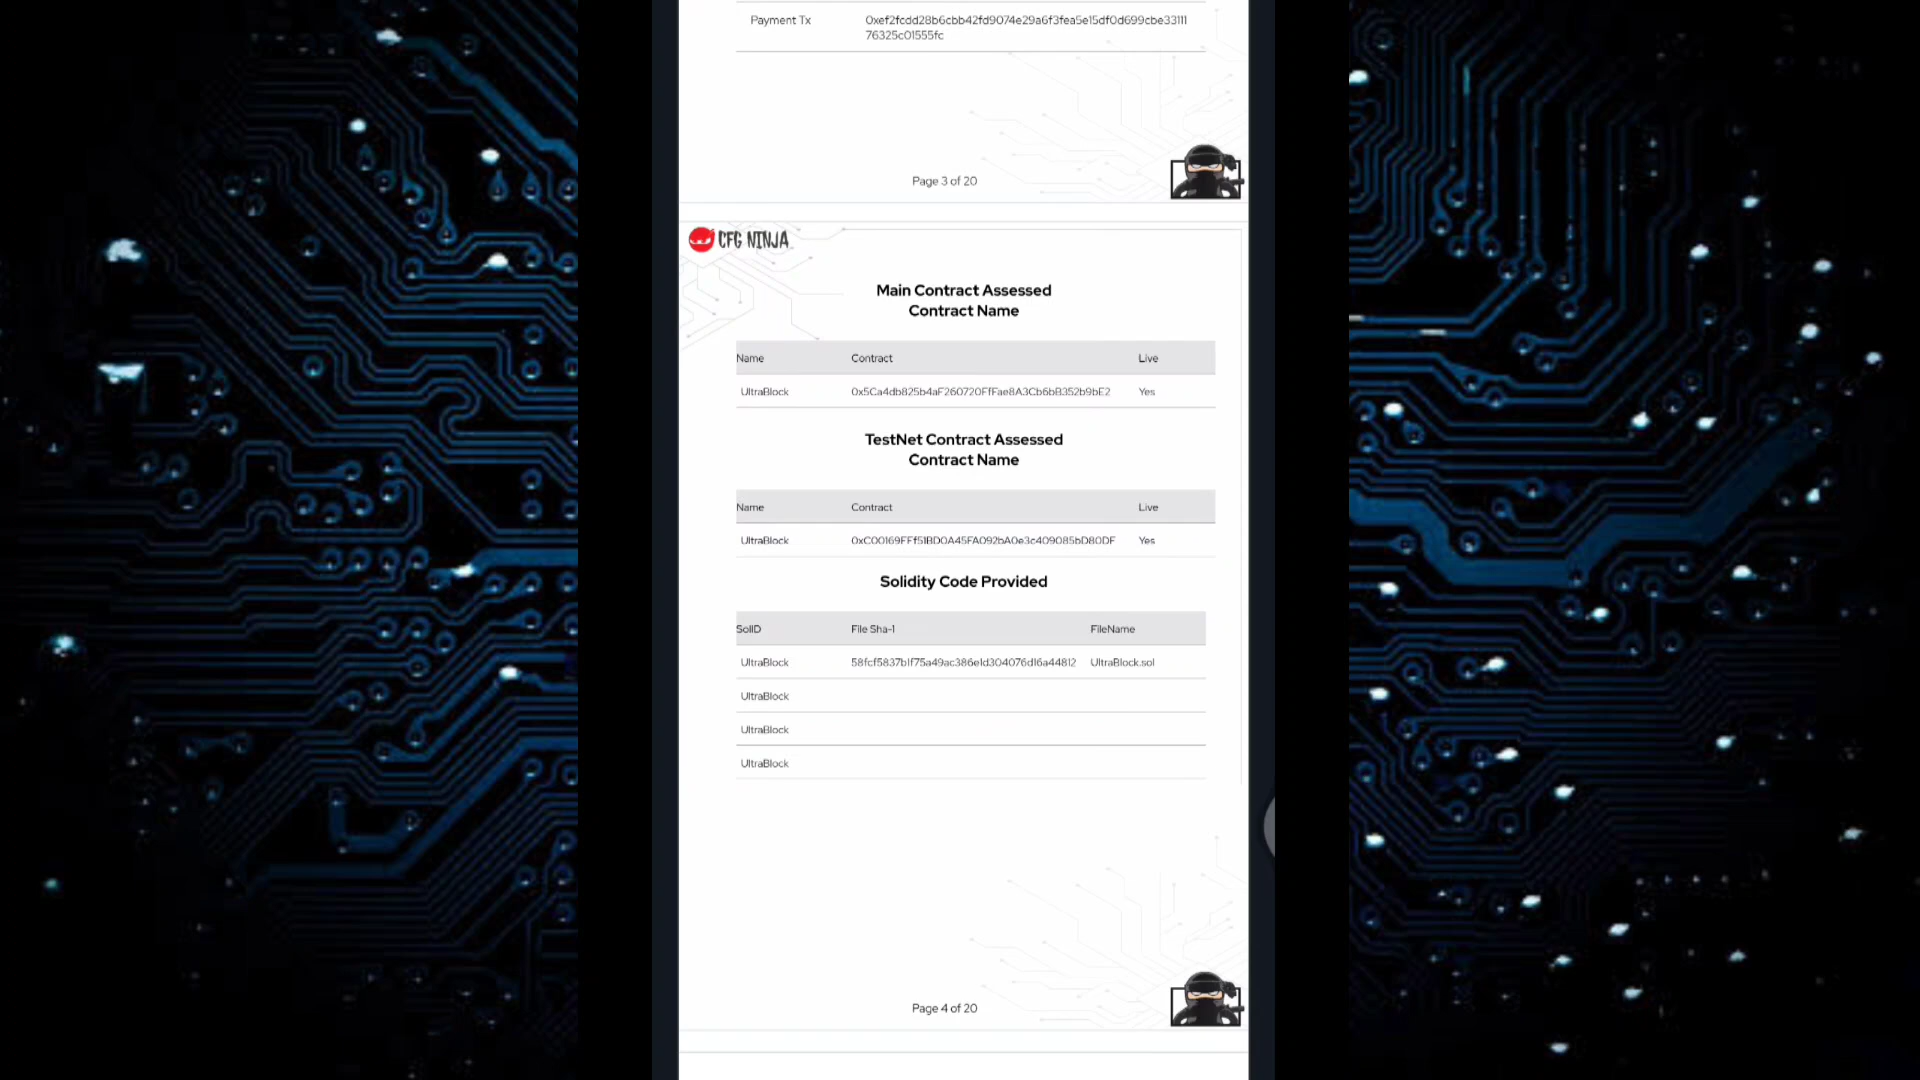 Payment Tx 0xef2fcdd28b6cbb42fd9074e29a6f3fea5e15df0d699cbe33111
76325c01555fc
Page 3 of 20
CFG NINJA
Main Contract Assessed
Contract Name
Name Contract Live
UltraBlock 0x5Ca4db825b4aF260720FfFae8A3Cb6bB352b9bE2 Yes
TestNet Contract Assessed
Contract Name
Name Contract Live
UltraBlock 0xC00169FFf51BD0A45FA092bA0e3c409085bD80DF Yes
Solidity Code Provided
SolID File Sha-1 FileName
UltraBlock 58fcf5837b1f75a49ac386e1d304076d16a44812 UltraBlock.sol
UltraBlock
UltraBlock
UltraBlock
Page 4 of 20